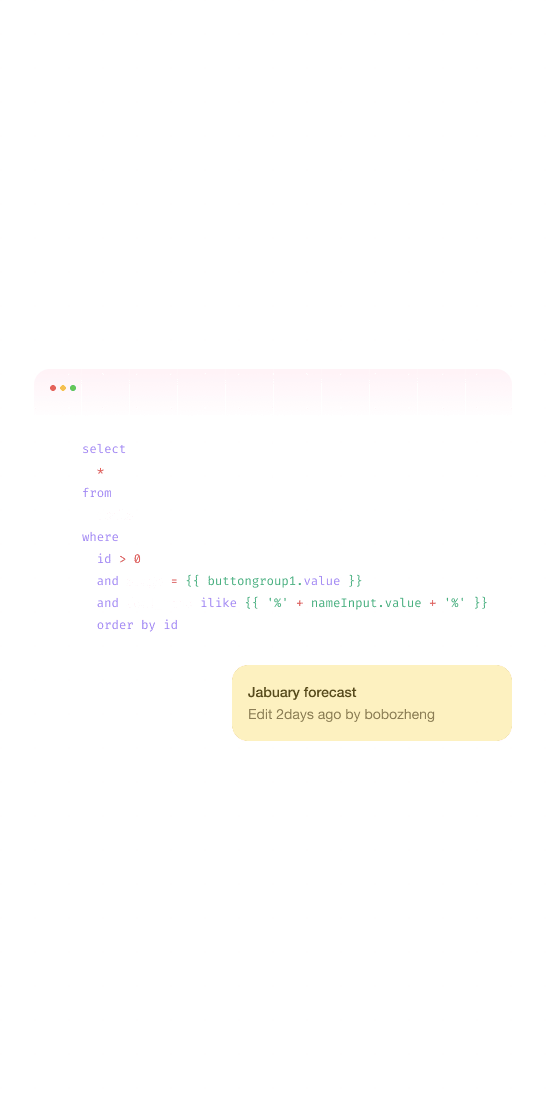 select
*
from
where
id > 0
and = {{ buttongroup1.value }}
and ilike {{ '%' + nameInput.value + '%' }}
order by id
Jabuary forecast
Edit 2days ago by bobozheng